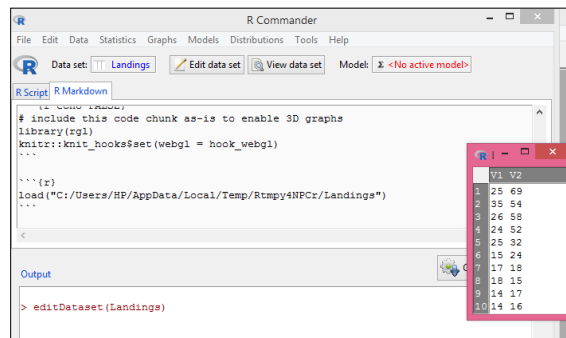 R Commander
File Edit Data Statistics Graphs Models Distributions Tools Help
Data set: Landings Edit data set View data set Model: Σ <No active model>
R Script R Markdown
# include this code chunk as-is to enable 3D graphs
library(rgl)
knitr::knit_hooks$set(webgl = hook_webgl)
```
```{r}
load("C:/Users/HP/AppData/Local/Temp/Rtmpy4NPCr/Landings")
```
Output
> editDataset(Landings)
V1 V2
1 25 69
2 35 54
3 26 58
4 24 52
5 25 32
6 15 24
7 17 18
8 18 15
9 14 17
10 14 16